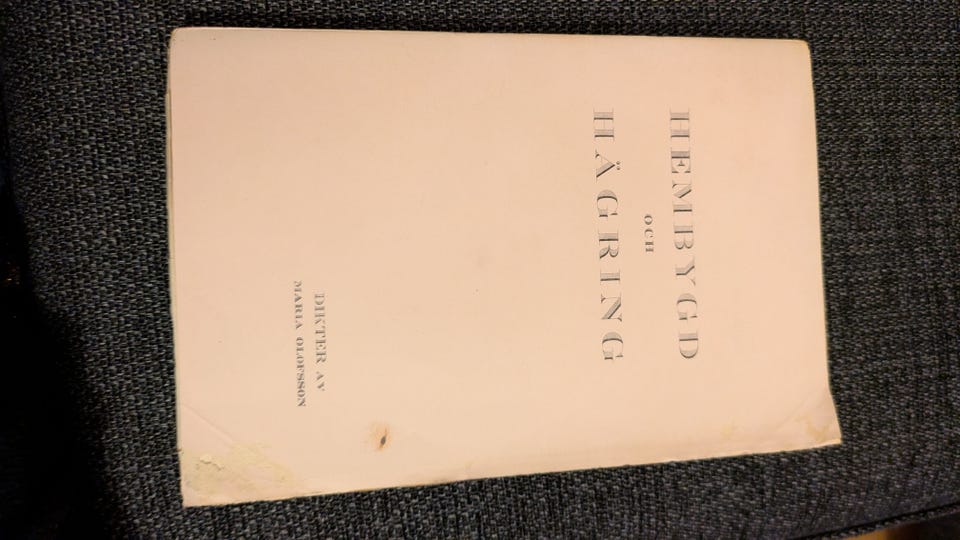 HEMBYGD
OCH
HÄGRING
DIKTER AV
MARIA OLOFSSON